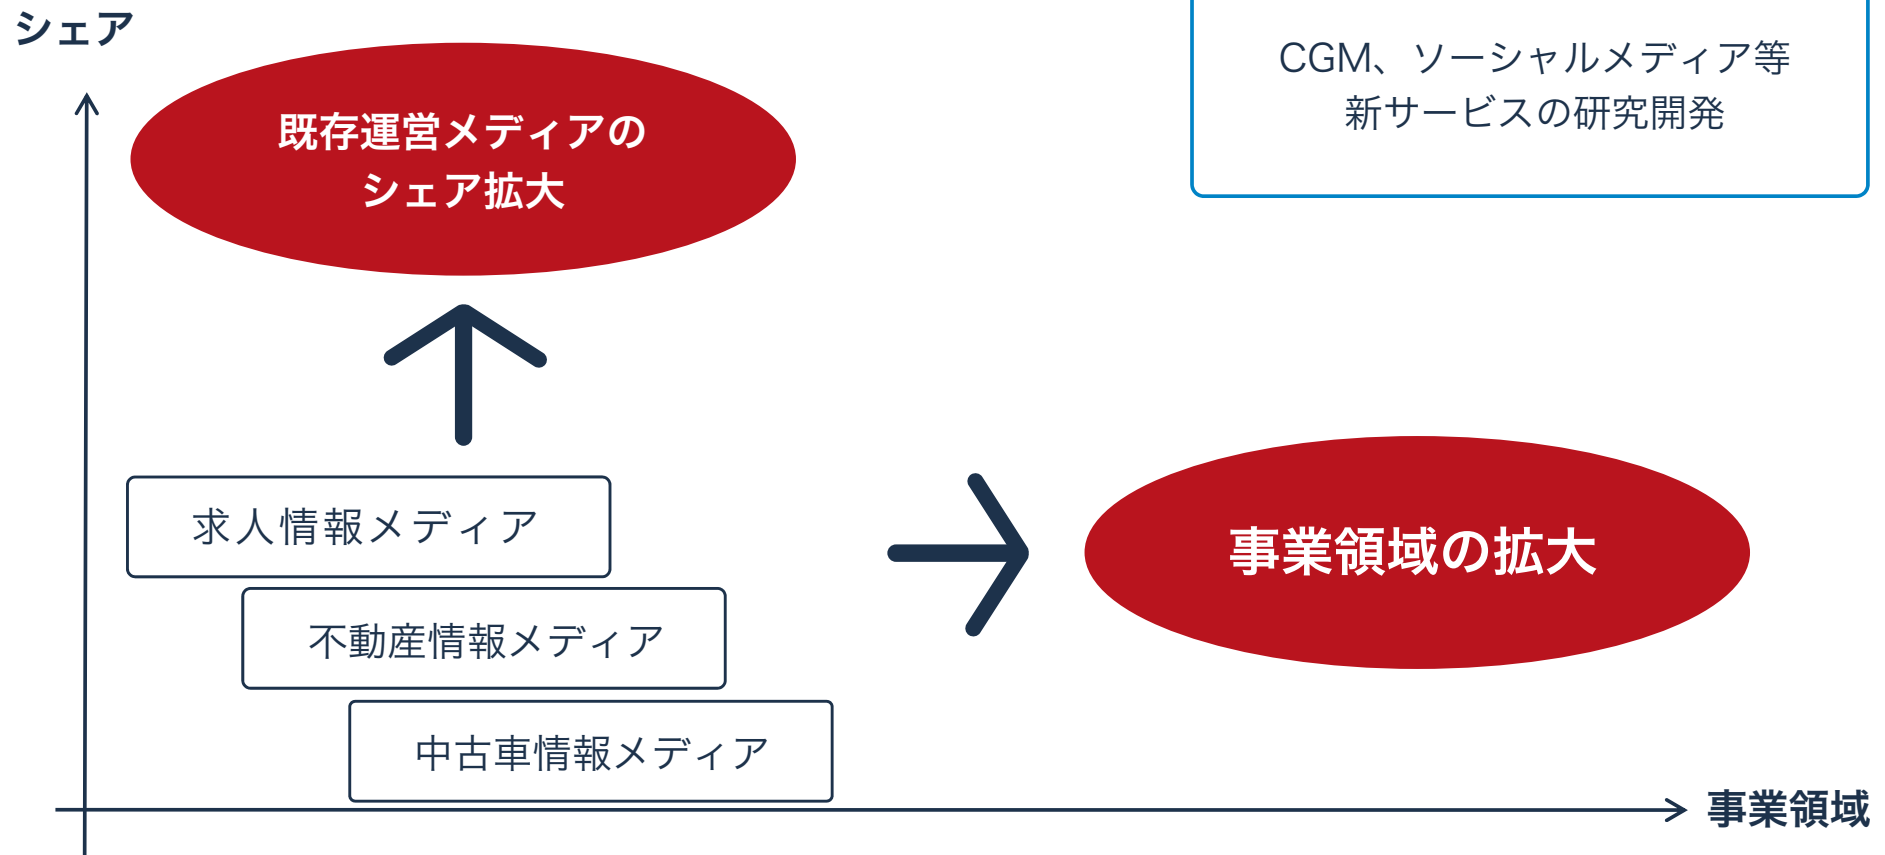 シェア
CGM、ソーシャルメディア等
新サービスの研究開発
既存運営メディアの
シェア拡大
求人情報メディア
事業領域の拡大
不動産情報メディア
中古車情報メディア
事業領域